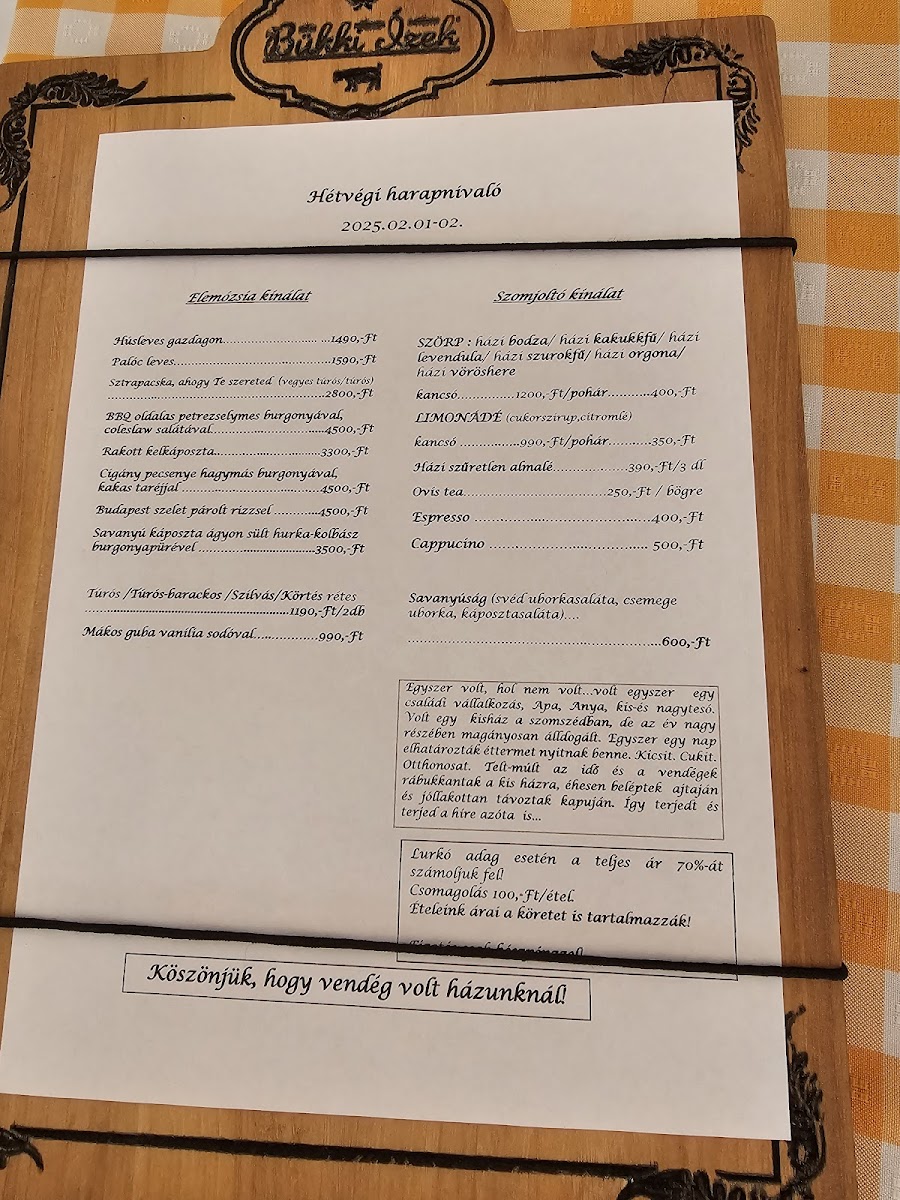 Bükki Ízek
Hétvégi harapnivaló
2025.02.01-02.
Elemózsia kínálat
Húsleves gazdagon........................ ...1490,-Ft
Palóc leves..........................................1590,-Ft
Sztrapacska, ahogy Te szereted (vegyes túrós/túrós)
......................................................2800,-Ft
BBQ oldalas petrezselymes burgonyával,
coleslaw salátával............................4500,-Ft
Rakott kelkáposzta..........................3300,-Ft
Cigány pecsenye hagymás burgonyával,
kakas taréjjal ..................................4500,-Ft
Budapest szelet párolt rizzsel ............4500,-Ft
Savanyú káposzta ágyon sült hurka-kolbász
burgonyapürével .............................3500,-Ft
Túrós /Túrós-barackos /Szilvás/Körtés rétes
...................................................1190,-Ft/2db
Mákos guba vanília sodóval................990,-Ft
Szomjoltó kínálat
SZÖRP : házi bodza/ házi kakukkfű/ házi
levendula/ házi szurokfű/ házi orgona/
házi vöröshere
kancsó..............1200,-Ft/pohár...........400,-Ft
LIMONÁDÉ (cukorszirup,citromlé)
kancsó ...............990,-Ft/pohár...........350,-Ft
Házi szűretlen almalé..................390,-Ft/3 dl
Ovis tea...................................250,-Ft / bögre
Espresso ...........................................400,-Ft
Cappucino ....................................... 500,-Ft
Savanyúság (svéd uborkasaláta, csemege
uborka, káposztasaláta)....
..............................................................600,-Ft
Egyszer volt, hol nem volt...volt egyszer egy
családi vállalkozás, Apa, Anya, kis-és nagytesó.
Volt egy kisház a szomszédban, de az év nagy
részében magányosan álldogált. Egyszer egy nap
elhatározták éttermet nyitnak benne. Kicsit. Cukit.
Otthonosat. Telt-múlt az idő és a vendégek
rábukkantak a kis házra, éhesen beléptek ajtaján
és jóllakottan távoztak kapuján. Így terjedt és
terjed a híre azóta is...
Lurkó adag esetén a teljes ár 70%-át
számoljuk fel!
Csomagolás 100,-Ft/étel.
Ételeink árai a köretet is tartalmazzák!
Köszönjük, hogy vendég volt házunknál!